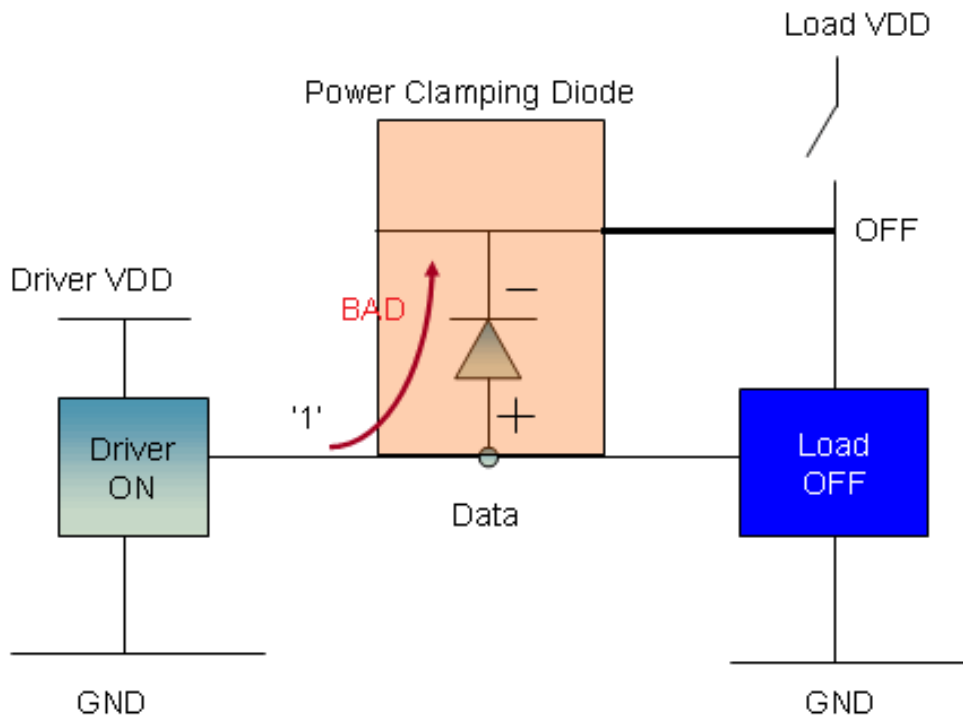 Load VDD
Power Clamping Diode
OFF
Driver VDD
−
BAD
'1'
+
Driver
ON
Load
OFF
Data
GND
GND